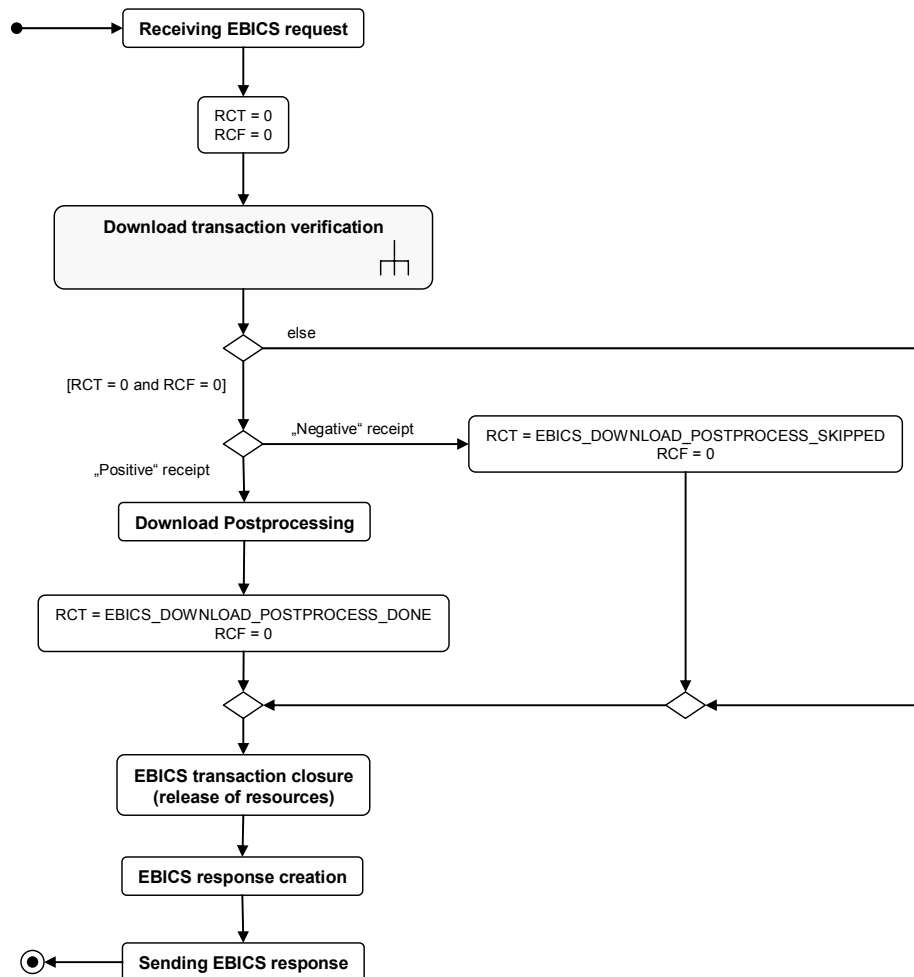 Receiving EBICS request
RCT = 0
RCF = 0
Download transaction verification
else
[RCT = 0 and RCF = 0]
„Negative“ receipt
RCT = EBICS_DOWNLOAD_POSTPROCESS_SKIPPED
RCF = 0
„Positive“ receipt
Download Postprocessing
RCT = EBICS_DOWNLOAD_POSTPROCESS_DONE
RCF = 0
EBICS transaction closure
(release of resources)
EBICS response creation
Sending EBICS response